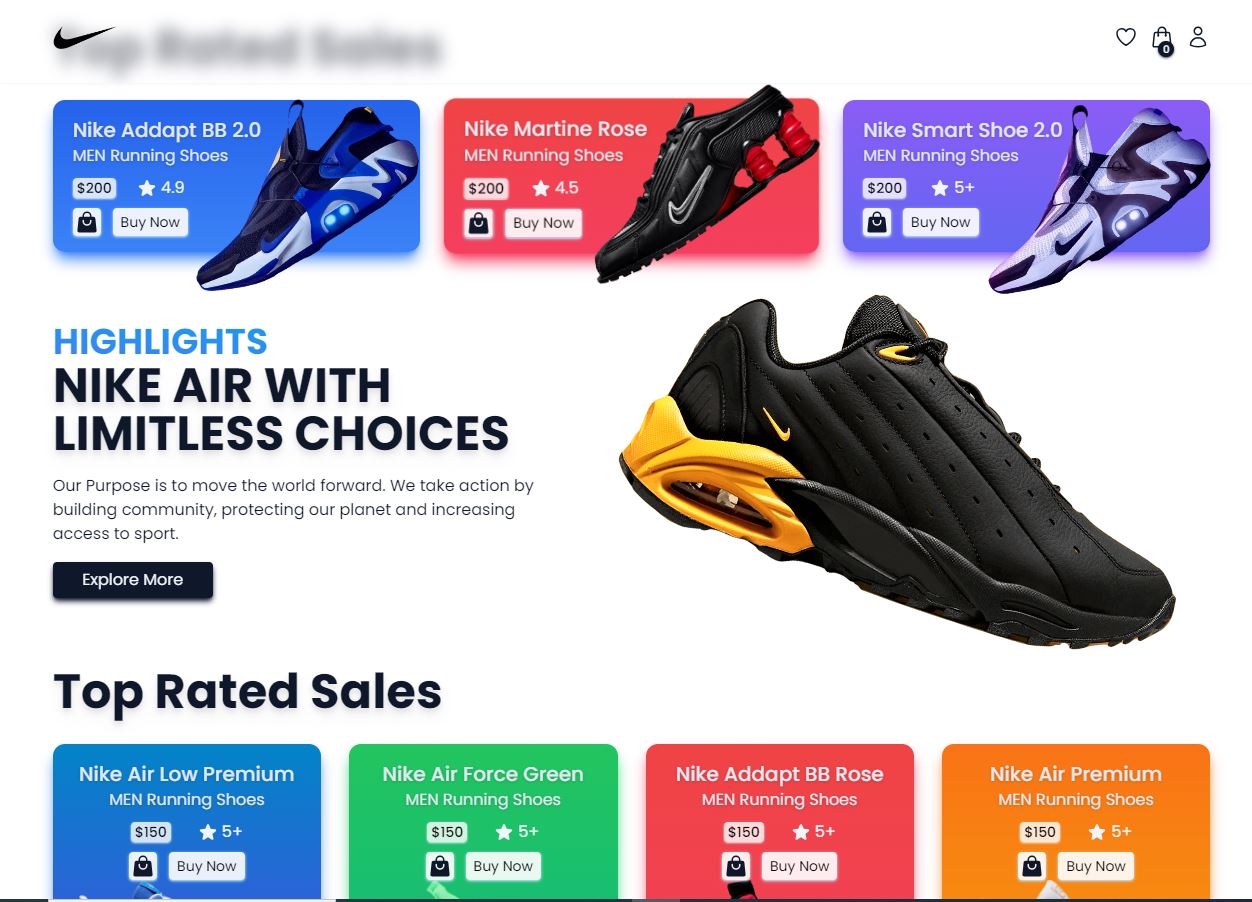 Top Rated Sales
0
Nike Addapt BB 2.0
MEN Running Shoes
$200 4.9
Buy Now
Nike Martine Rose
MEN Running Shoes
$200 4.5
Buy Now
Nike Smart Shoe 2.0
MEN Running Shoes
$200 5+
Buy Now
HIGHLIGHTS
NIKE AIR WITH
LIMITLESS CHOICES
Our Purpose is to move the world forward. We take action by
building community, protecting our planet and increasing
access to sport.
Explore More
Top Rated Sales
Nike Air Low Premium
MEN Running Shoes
$150 5+
Buy Now
Nike Air Force Green
MEN Running Shoes
$150 5+
Buy Now
Nike Addapt BB Rose
MEN Running Shoes
$150 5+
Buy Now
Nike Air Premium
MEN Running Shoes
$150 5+
Buy Now